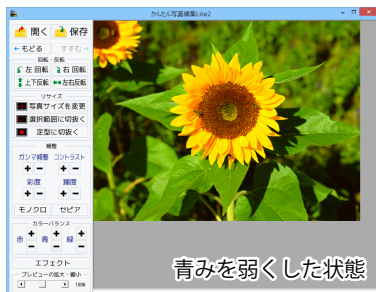 かんたん写真編集Lite2
開く 保存
もどる すすむ
回転・反転
左 回転 右 回転
上下反転 左右反転
リサイズ
写真サイズを変更
選択範囲に切抜く
定型に切抜く
補整
ガンマ補整 コントラスト
+ - + -
彩度 輝度
+ - + -
モノクロ セピア
カラーバランス
赤 + - 青 + - 緑 + -
エフェクト
プレビューの拡大・縮小
100%
青みを弱くした状態